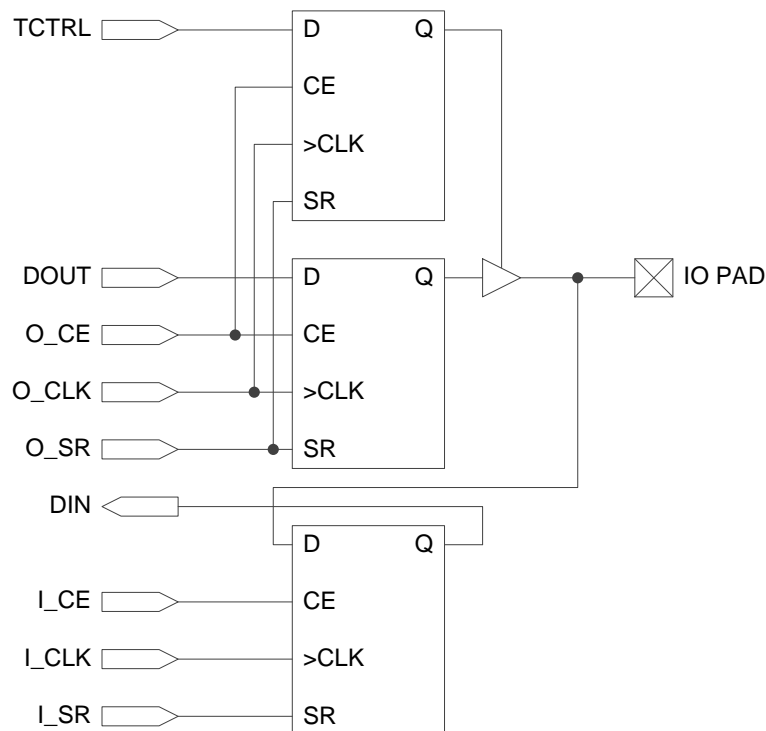 TCTRL D Q
CE
>CLK
SR
DOUT D Q IO PAD
O_CE CE
O_CLK >CLK
O_SR SR
DIN
D Q
I_CE CE
I_CLK >CLK
I_SR SR